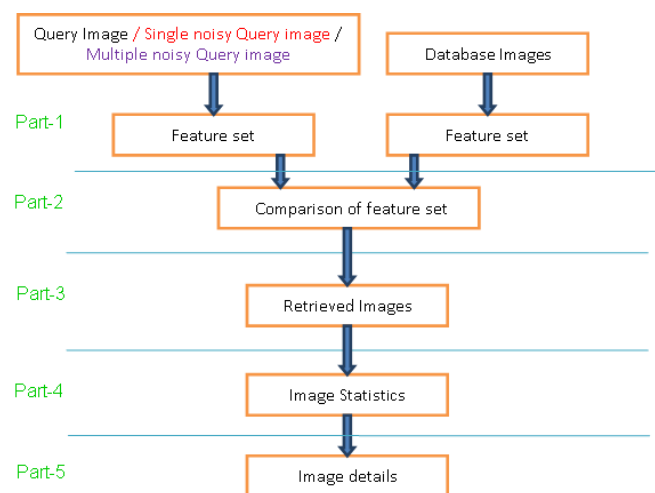 Query Image / Single noisy Query image /
Multiple noisy Query image
Database Images
Part-1
Feature set
Feature set
Part-2
Comparison of feature set
Part-3
Retrieved Images
Part-4
Image Statistics
Part-5
Image details